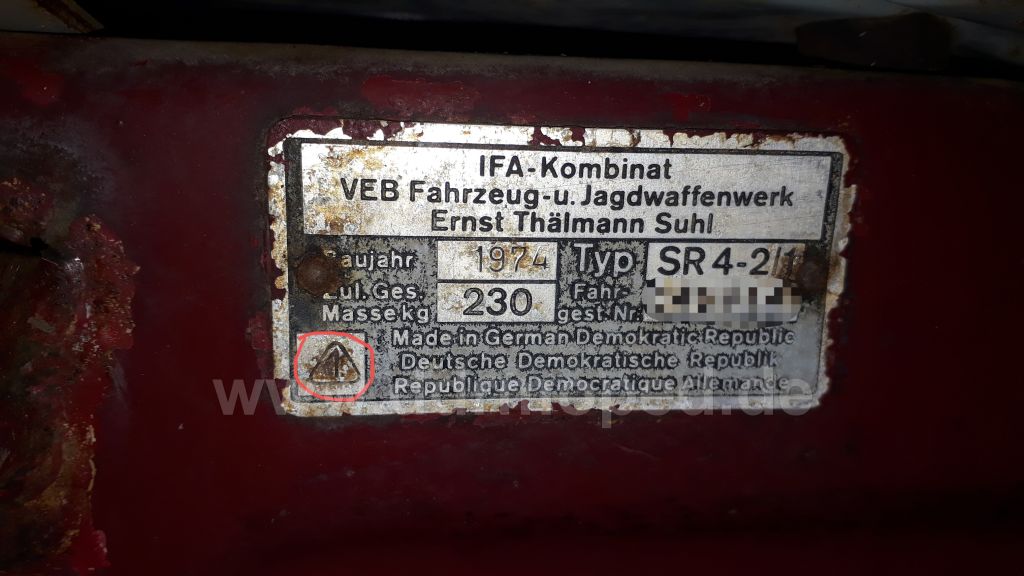 IFA-Kombinat
VEB Fahrzeug-u. Jagdwaffenwerk
Ernst Thälmann Suhl
Baujahr 1974 Typ SR 4-2/1
Zul. Ges. Masse kg 230 Fahr-gest.-Nr.
Made in German Demokratic Republic
Deutsche Demokratische Republik
Republique Democratique Allemande